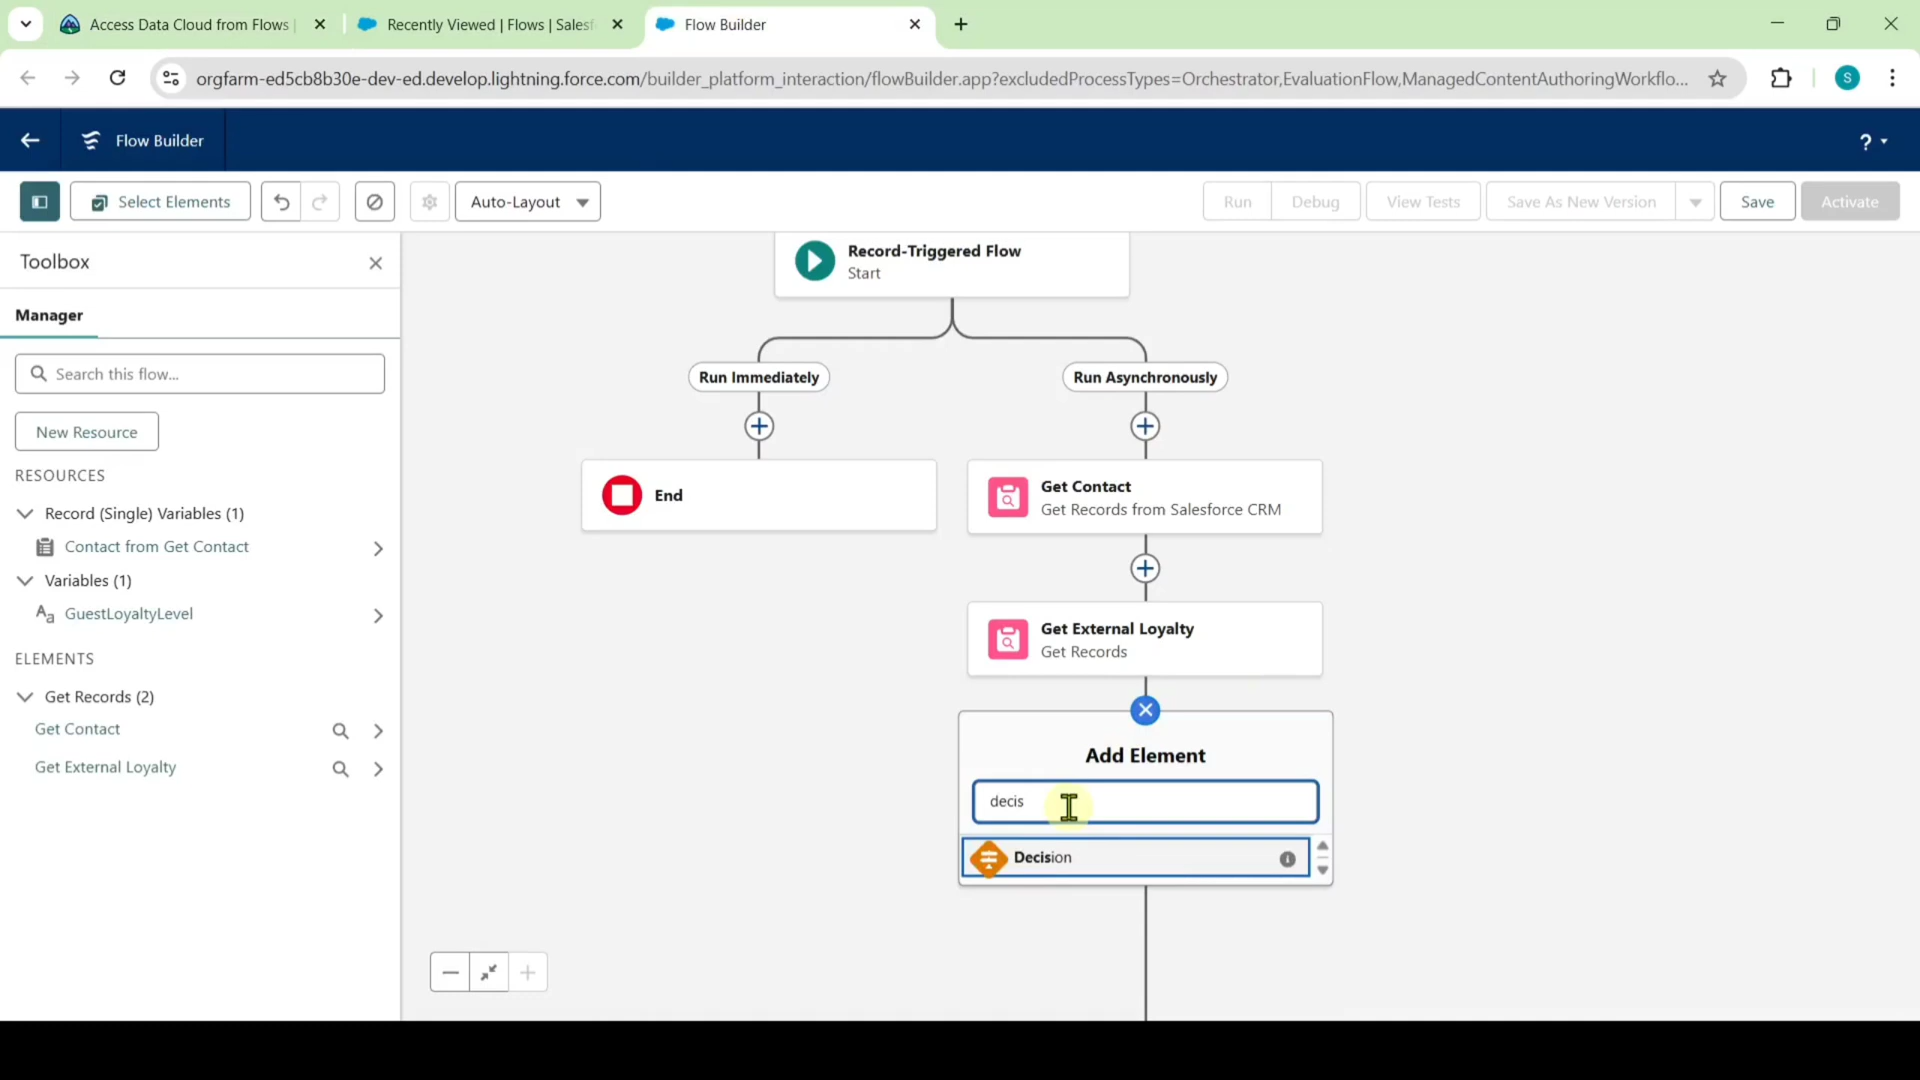 Access Data Cloud from Flows |
Recently Viewed | Flows | Salesf
Flow Builder
orgfarm-ed5cb8b30e-dev-ed.develop.lightning.force.com/builder_platform_interaction/flowBuilder.app?excludedProcessTypes=Orchestrator,EvaluationFlow,ManagedContentAuthoringWorkflo...
S
Flow Builder
?
Select Elements
Auto-Layout
Run
Debug
View Tests
Save As New Version
Save
Activate
Toolbox
Manager
Search this flow...
New Resource
RESOURCES
Record (Single) Variables (1)
Contact from Get Contact
Variables (1)
Aa GuestLoyaltyLevel
ELEMENTS
Get Records (2)
Get Contact
Get External Loyalty
Record-Triggered Flow
Start
Run Immediately
Run Asynchronously
End
Get Contact
Get Records from Salesforce CRM
Get External Loyalty
Get Records
Add Element
decis
Decision